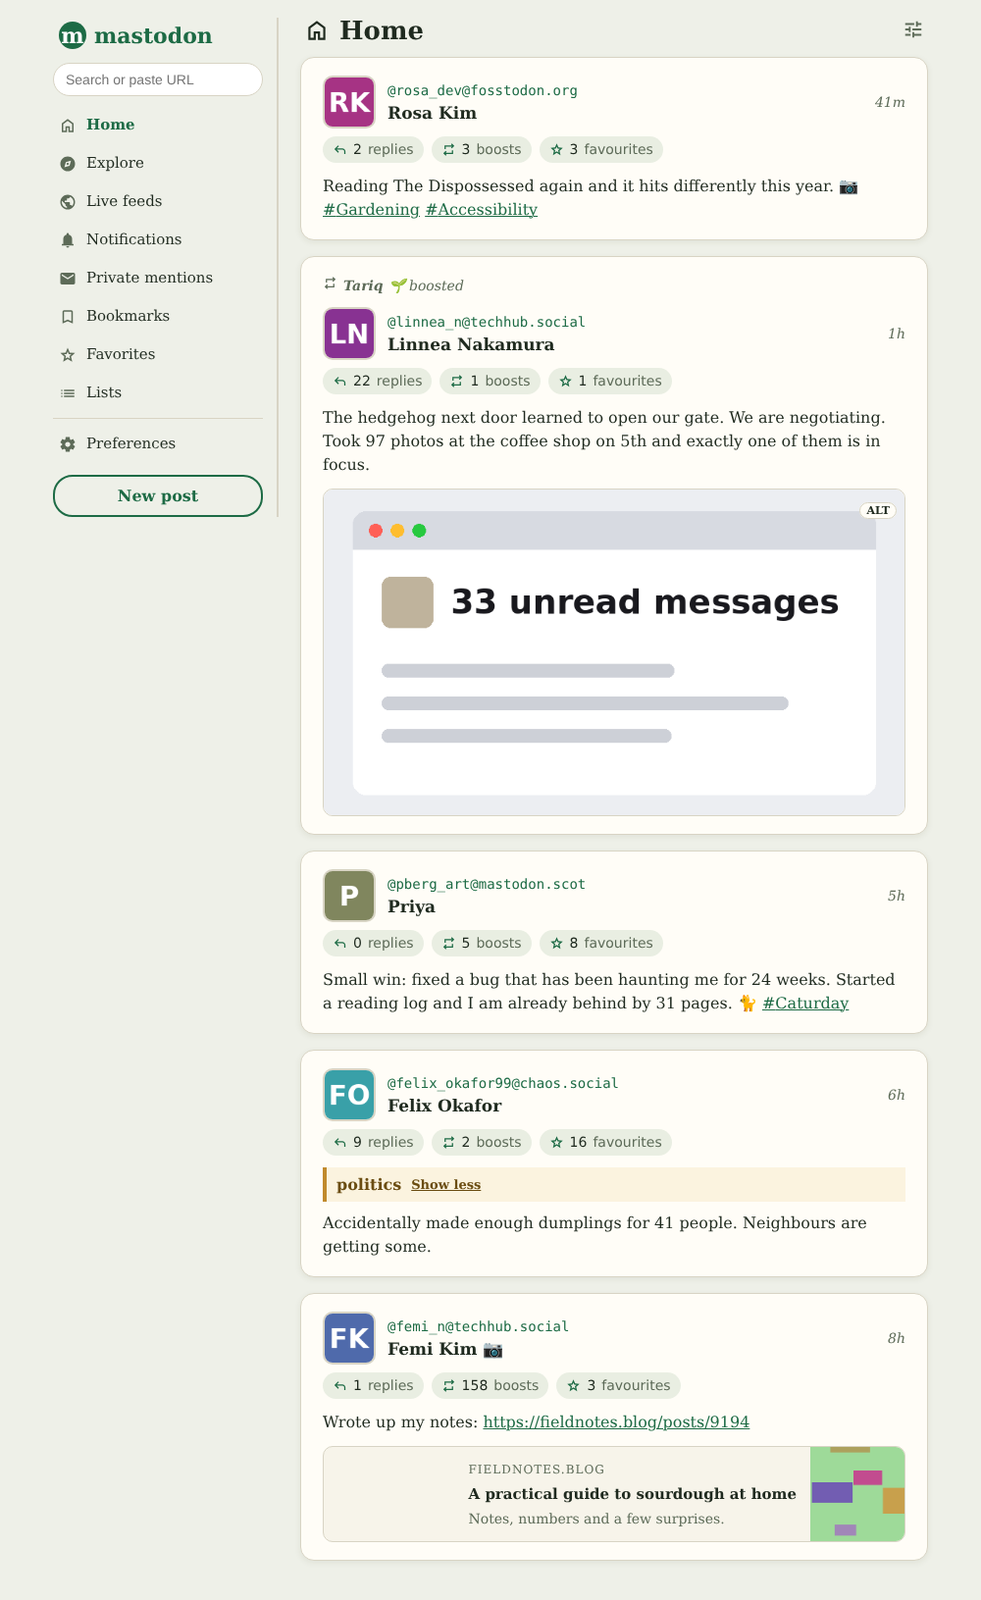 mastodon
Search or paste URL
Home
Explore
Live feeds
Notifications
Private mentions
Bookmarks
Favorites
Lists
Preferences
New post
Home
RK
@rosa_dev@fosstodon.org
Rosa Kim
41m
2 replies
3 boosts
3 favourites
Reading The Dispossessed again and it hits differently this year. 📷
#Gardening #Accessibility
Tariq 🌱 boosted
LN
@linnea_n@techhub.social
Linnea Nakamura
1h
22 replies
1 boosts
1 favourites
The hedgehog next door learned to open our gate. We are negotiating.
Took 97 photos at the coffee shop on 5th and exactly one of them is in
focus.
ALT
33 unread messages
P
@pberg_art@mastodon.scot
Priya
5h
0 replies
5 boosts
8 favourites
Small win: fixed a bug that has been haunting me for 24 weeks. Started
a reading log and I am already behind by 31 pages. 🐈 #Caturday
FO
@felix_okafor99@chaos.social
Felix Okafor
6h
9 replies
2 boosts
16 favourites
politics Show less
Accidentally made enough dumplings for 41 people. Neighbours are
getting some.
FK
@femi_n@techhub.social
Femi Kim 📷
8h
1 replies
158 boosts
3 favourites
Wrote up my notes: https://fieldnotes.blog/posts/9194
FIELDNOTES.BLOG
A practical guide to sourdough at home
Notes, numbers and a few surprises.